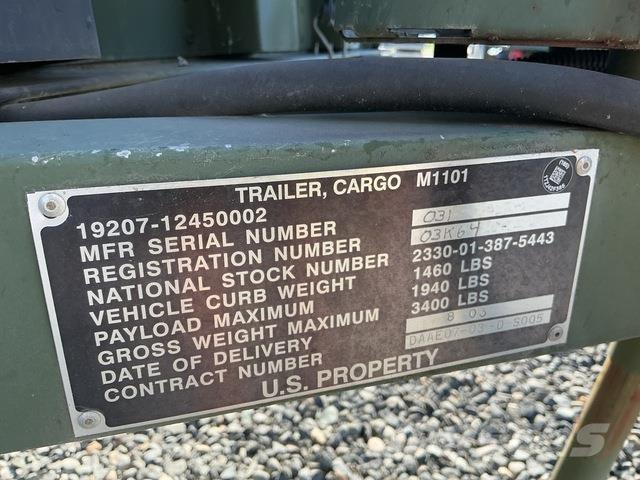 TRAILER, CARGO M1101
19207-12450002
MFR SERIAL NUMBER 031
REGISTRATION NUMBER 03K64
NATIONAL STOCK NUMBER 2330-01-387-5443
VEHICLE CURB WEIGHT 1460 LBS
PAYLOAD MAXIMUM 1940 LBS
GROSS WEIGHT MAXIMUM 3400 LBS
DATE OF DELIVERY 8 03
CONTRACT NUMBER DAAE07-03-D S005
U.S. PROPERTY